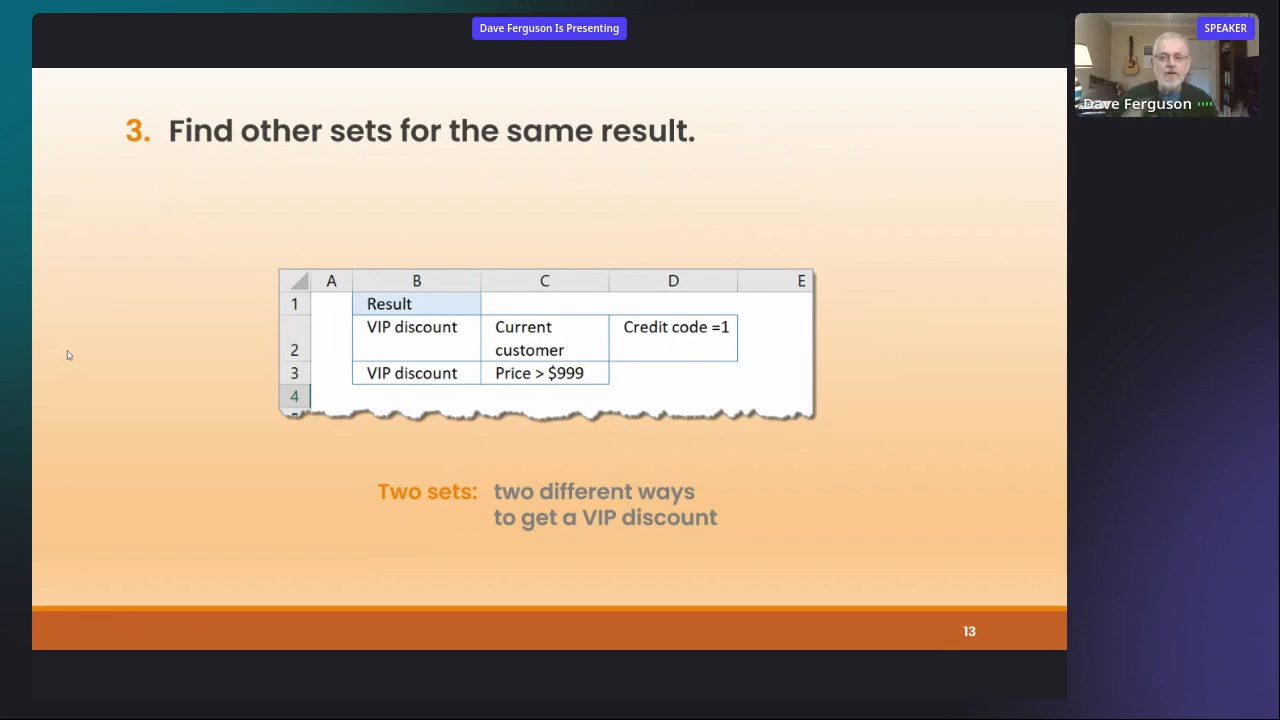 Dave Ferguson Is Presenting
SPEAKER
Dave Ferguson
3. Find other sets for the same result.
A B C D E
1 Result
VIP discount Current Credit code =1
2 customer
3 VIP discount Price > $999
4
Two sets: two different ways
to get a VIP discount
13